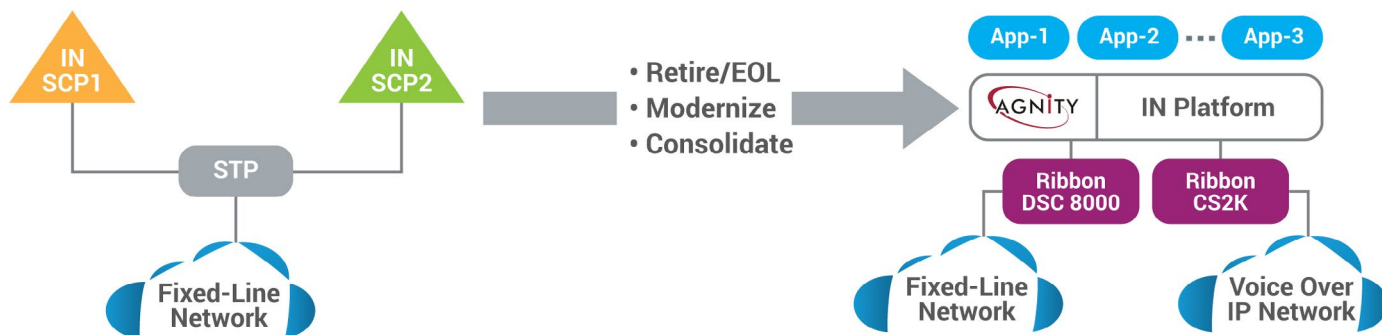 IN
SCP1
IN
SCP2
STP
Fixed-Line
Network
• Retire/EOL
• Modernize
• Consolidate
App-1
App-2
App-3
AGNiTY
IN Platform
Ribbon
DSC 8000
Ribbon
CS2K
Fixed-Line
Network
Voice Over
IP Network